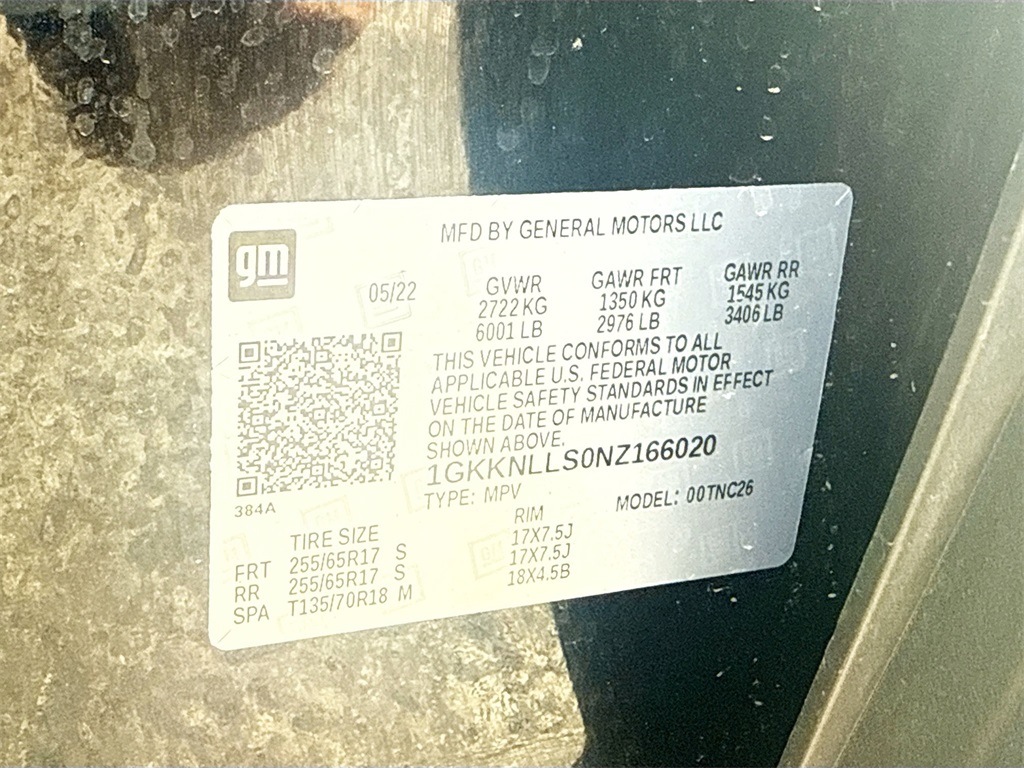 gm
MFD BY GENERAL MOTORS LLC
05/22
GVWR GAWR FRT GAWR RR
2722 KG 1350 KG 1545 KG
6001 LB 2976 LB 3406 LB
THIS VEHICLE CONFORMS TO ALL
APPLICABLE U.S. FEDERAL MOTOR
VEHICLE SAFETY STANDARDS IN EFFECT
ON THE DATE OF MANUFACTURE
SHOWN ABOVE.
1GKKNLLS0NZ166020
TYPE: MPV MODEL: 00TNC26
384A
TIRE SIZE RIM
FRT 255/65R17 S 17X7.5J
RR 255/65R17 S 17X7.5J
SPA T135/70R18 M 18X4.5B